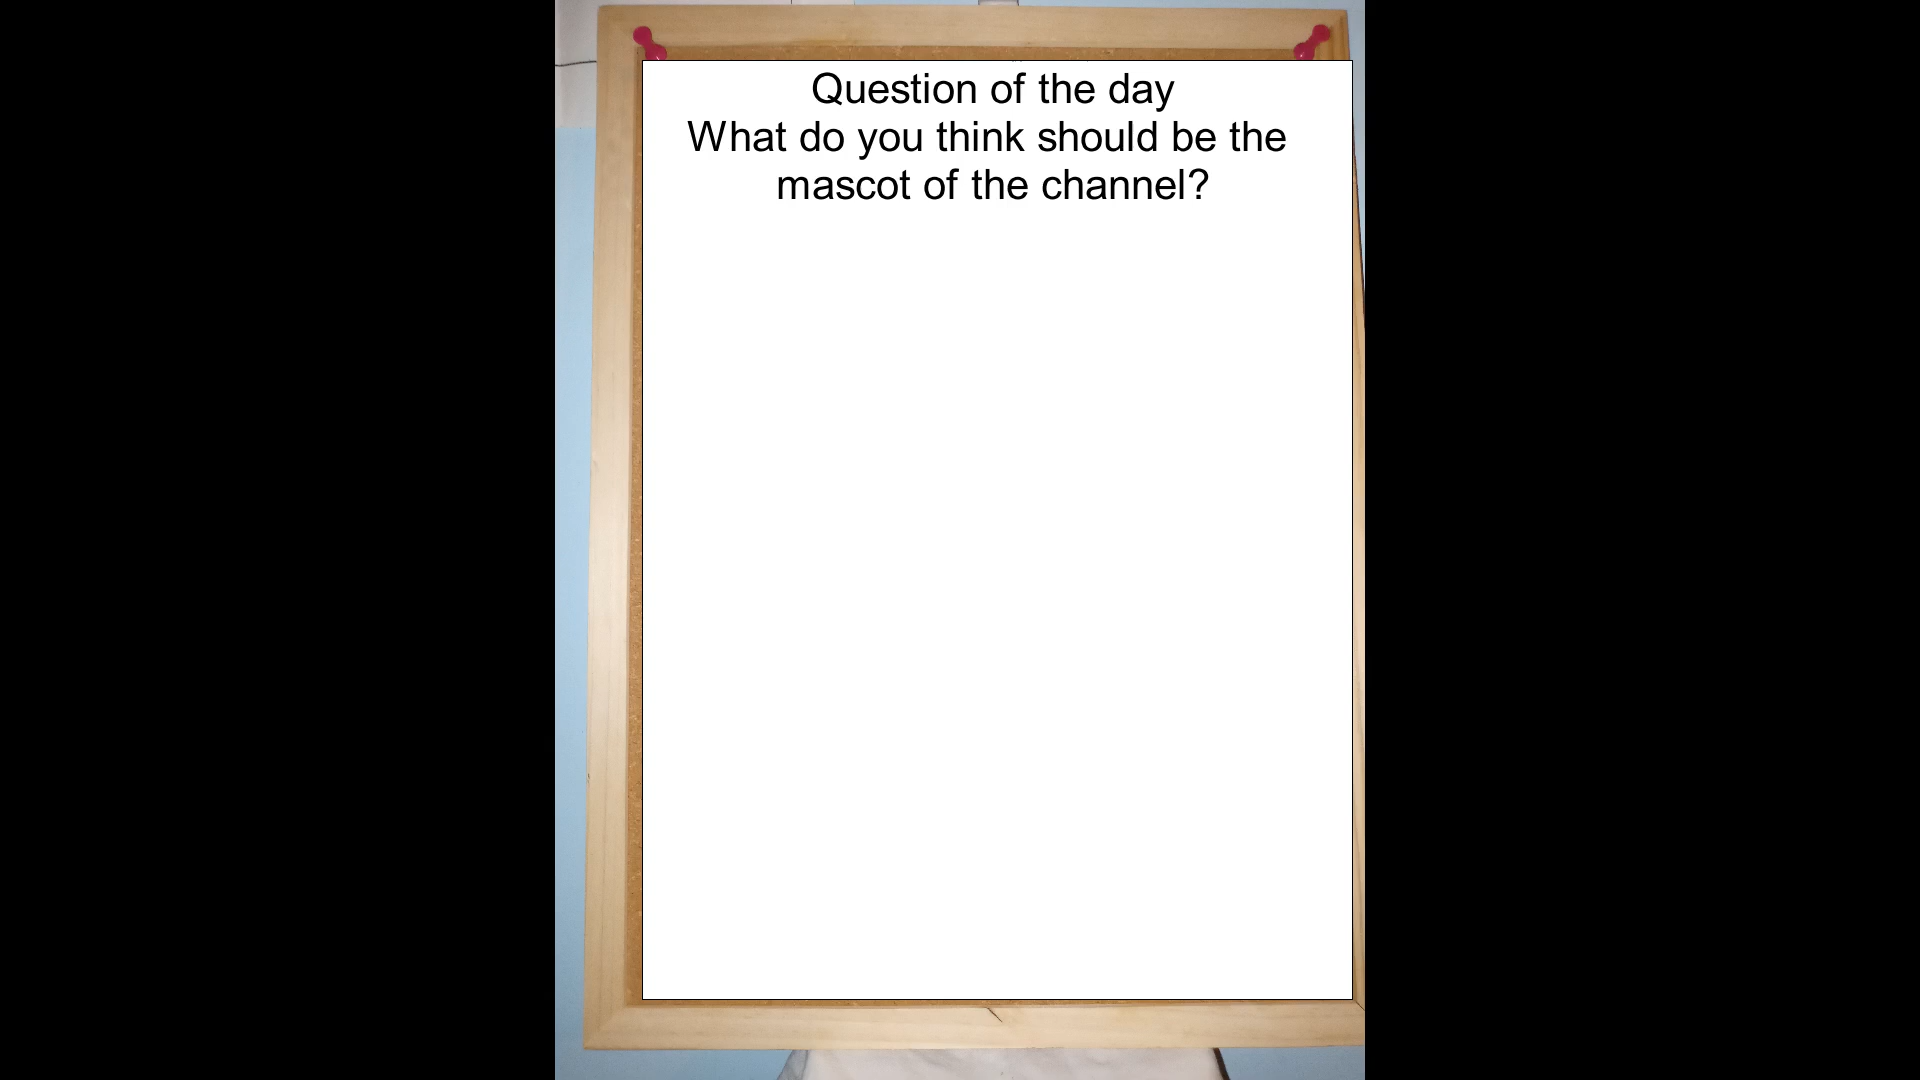 Question of the day
What do you think should be the
mascot of the channel?